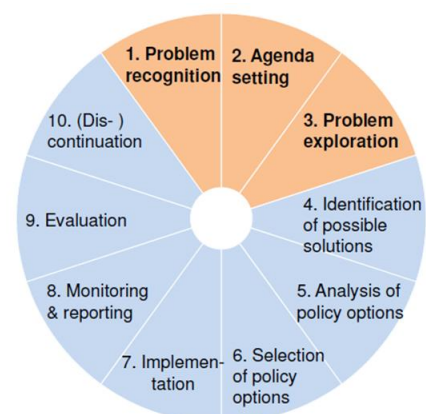 1. Problem
recognition
2. Agenda
setting
3. Problem
exploration
4. Identification
of possible
solutions
5. Analysis of
policy options
6. Selection
of policy
options
7. Implemen-
tation
8. Monitoring
& reporting
9. Evaluation
10. (Dis- )
continuation